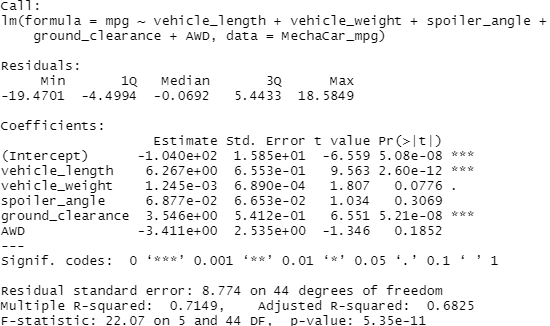 Call:
lm(formula = mpg ~ vehicle_length + vehicle_weight + spoiler_angle +
    ground_clearance + AWD, data = MechaCar_mpg)
Residuals:
     Min       1Q   Median       3Q      Max
-19.4701  -4.4994  -0.0692   5.4433  18.5849
Coefficients:
                   Estimate Std. Error t value Pr(>|t|)
(Intercept)      -1.040e+02  1.585e+01  -6.559 5.08e-08 ***
vehicle_length    6.267e+00  6.553e-01   9.563 2.60e-12 ***
vehicle_weight    1.245e-03  6.890e-04   1.807   0.0776 .
spoiler_angle     6.877e-02  6.653e-02   1.034   0.3069
ground_clearance  3.546e+00  5.412e-01   6.551 5.21e-08 ***
AWD              -3.411e+00  2.535e+00  -1.346   0.1852
---
Signif. codes:  0 ‘***’ 0.001 ‘**’ 0.01 ‘*’ 0.05 ‘.’ 0.1 ‘ ’ 1
Residual standard error: 8.774 on 44 degrees of freedom
Multiple R-squared:  0.7149,    Adjusted R-squared:  0.6825
F-statistic: 22.07 on 5 and 44 DF,  p-value: 5.35e-11